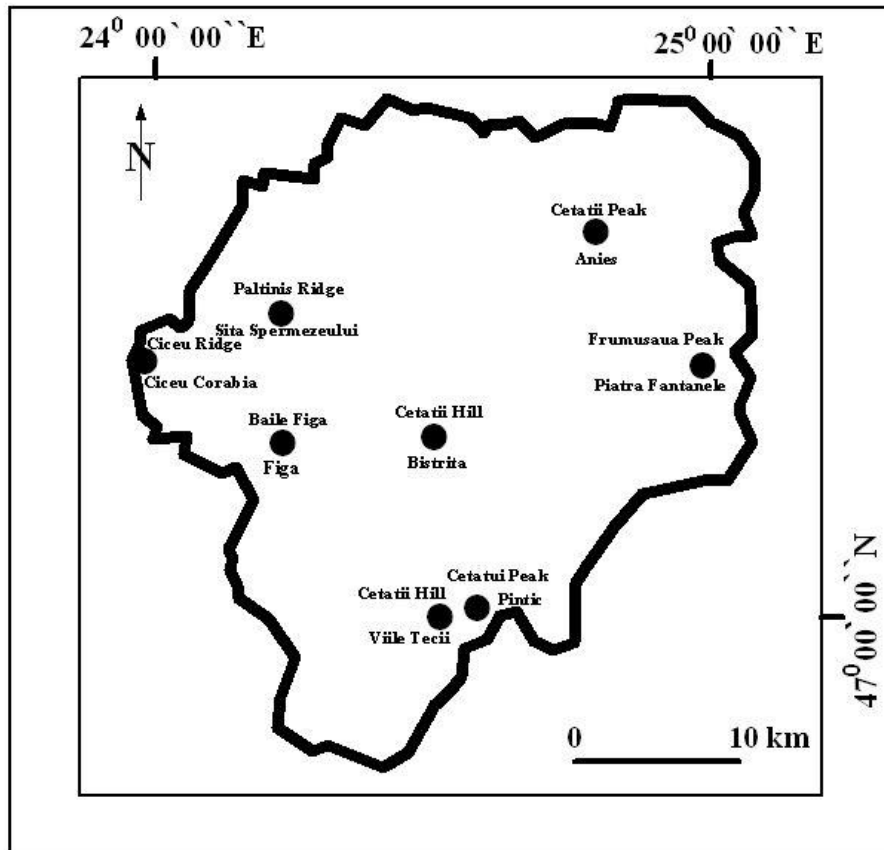 24⁰ 00` 00`` E
25⁰ 00` 00`` E
N
Cetatii Peak
Anies
Paltinis Ridge
Sita Spermezeului
Ciceu Ridge
Ciceu Corabia
Frumusaua Peak
Piatra Fantanele
Baile Figa
Figa
Cetatii Hill
Bistrita
Cetatui Peak
Pintic
Cetatii Hill
Viile Tecii
47⁰ 00` 00`` N
0 10 km